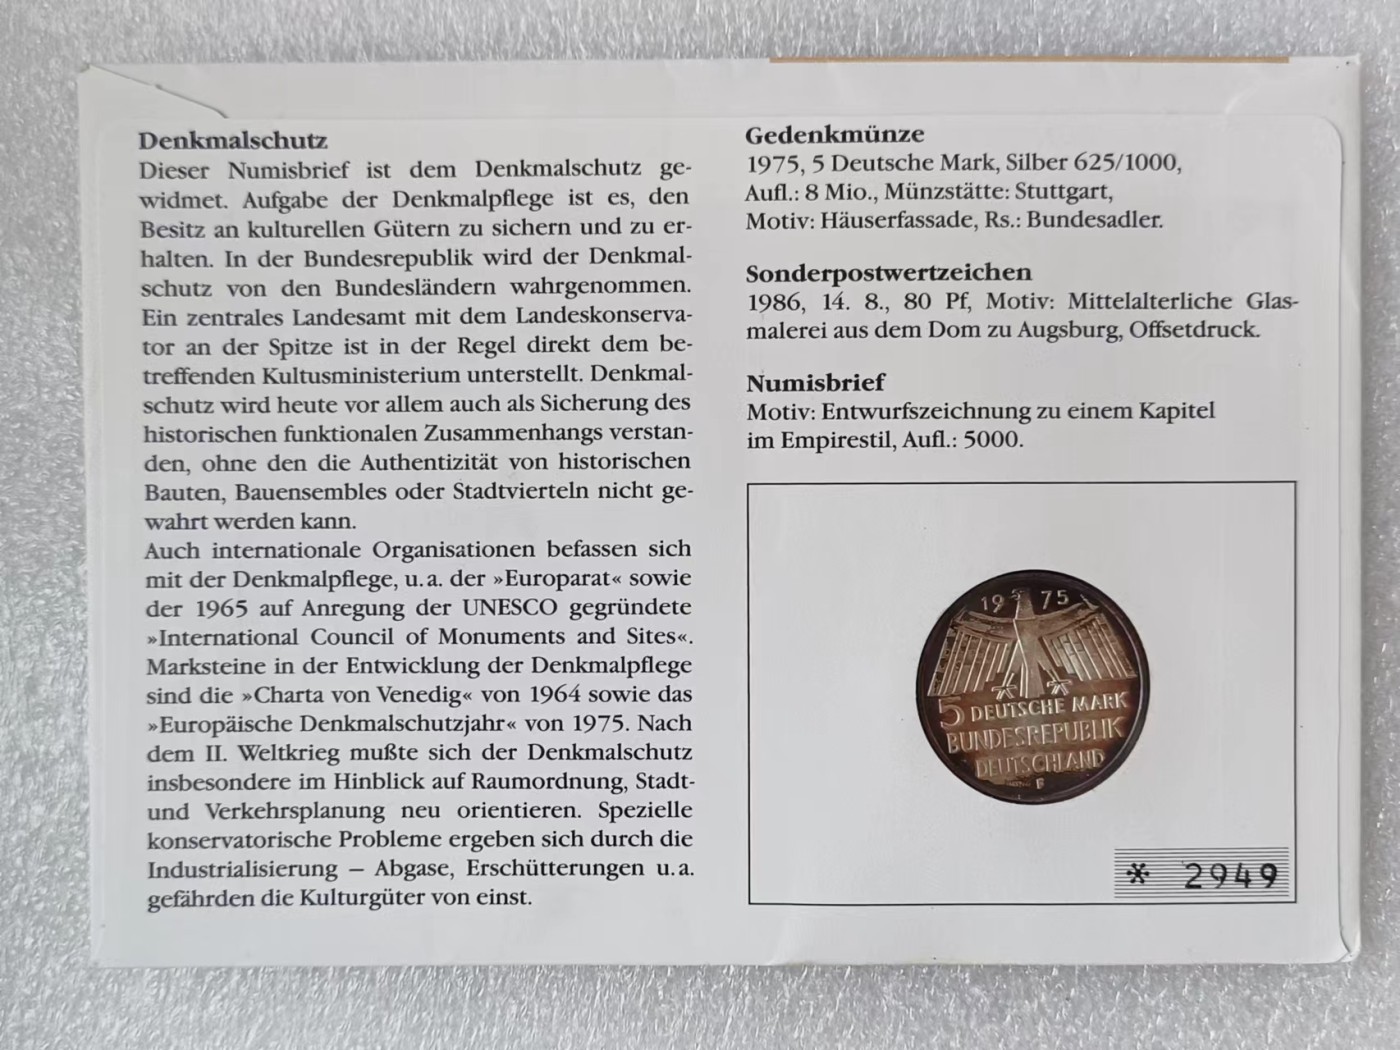 Denkmalschutz
Dieser Numisbrief ist dem Denkmalschutz ge-
widmet. Aufgabe der Denkmalpflege ist es, den
Besitz an kulturellen Gütern zu sichern und zu er-
halten. In der Bundesrepublik wird der Denkmal-
schutz von den Bundesländern wahrgenommen.
Ein zentrales Landesamt mit dem Landeskonserva-
tor an der Spitze ist in der Regel direkt dem be-
treffenden Kultusministerium unterstellt. Denkmal-
schutz wird heute vor allem auch als Sicherung des
historischen funktionalen Zusammenhangs verstan-
den, ohne den die Authentizität von historischen
Bauten, Bauensembles oder Stadtvierteln nicht ge-
wahrt werden kann.
Auch internationale Organisationen befassen sich
mit der Denkmalpflege, u. a. der »Europarat« sowie
der 1965 auf Anregung der UNESCO gegründete
»International Council of Monuments and Sites«.
Marksteine in der Entwicklung der Denkmalpflege
sind die »Charta von Venedig« von 1964 sowie das
»Europäische Denkmalschutzjahr« von 1975. Nach
dem II. Weltkrieg mußte sich der Denkmalschutz
insbesondere im Hinblick auf Raumordnung, Stadt-
und Verkehrsplanung neu orientieren. Spezielle
konservatorische Probleme ergeben sich durch die
Industrialisierung – Abgase, Erschütterungen u. a.
gefährden die Kulturgüter von einst.
Gedenkmünze
1975, 5 Deutsche Mark, Silber 625/1000,
Aufl.: 8 Mio., Münzstätte: Stuttgart,
Motiv: Häuserfassade, Rs.: Bundesadler.
Sonderpostwertzeichen
1986, 14. 8., 80 Pf, Motiv: Mittelalterliche Glas-
malerei aus dem Dom zu Augsburg, Offsetdruck.
Numisbrief
Motiv: Entwurfszeichnung zu einem Kapitel
im Empirestil, Aufl.: 5000.
19 75
5 DEUTSCHE MARK
BUNDESREPUBLIK
DEUTSCHLAND
F
* 2949